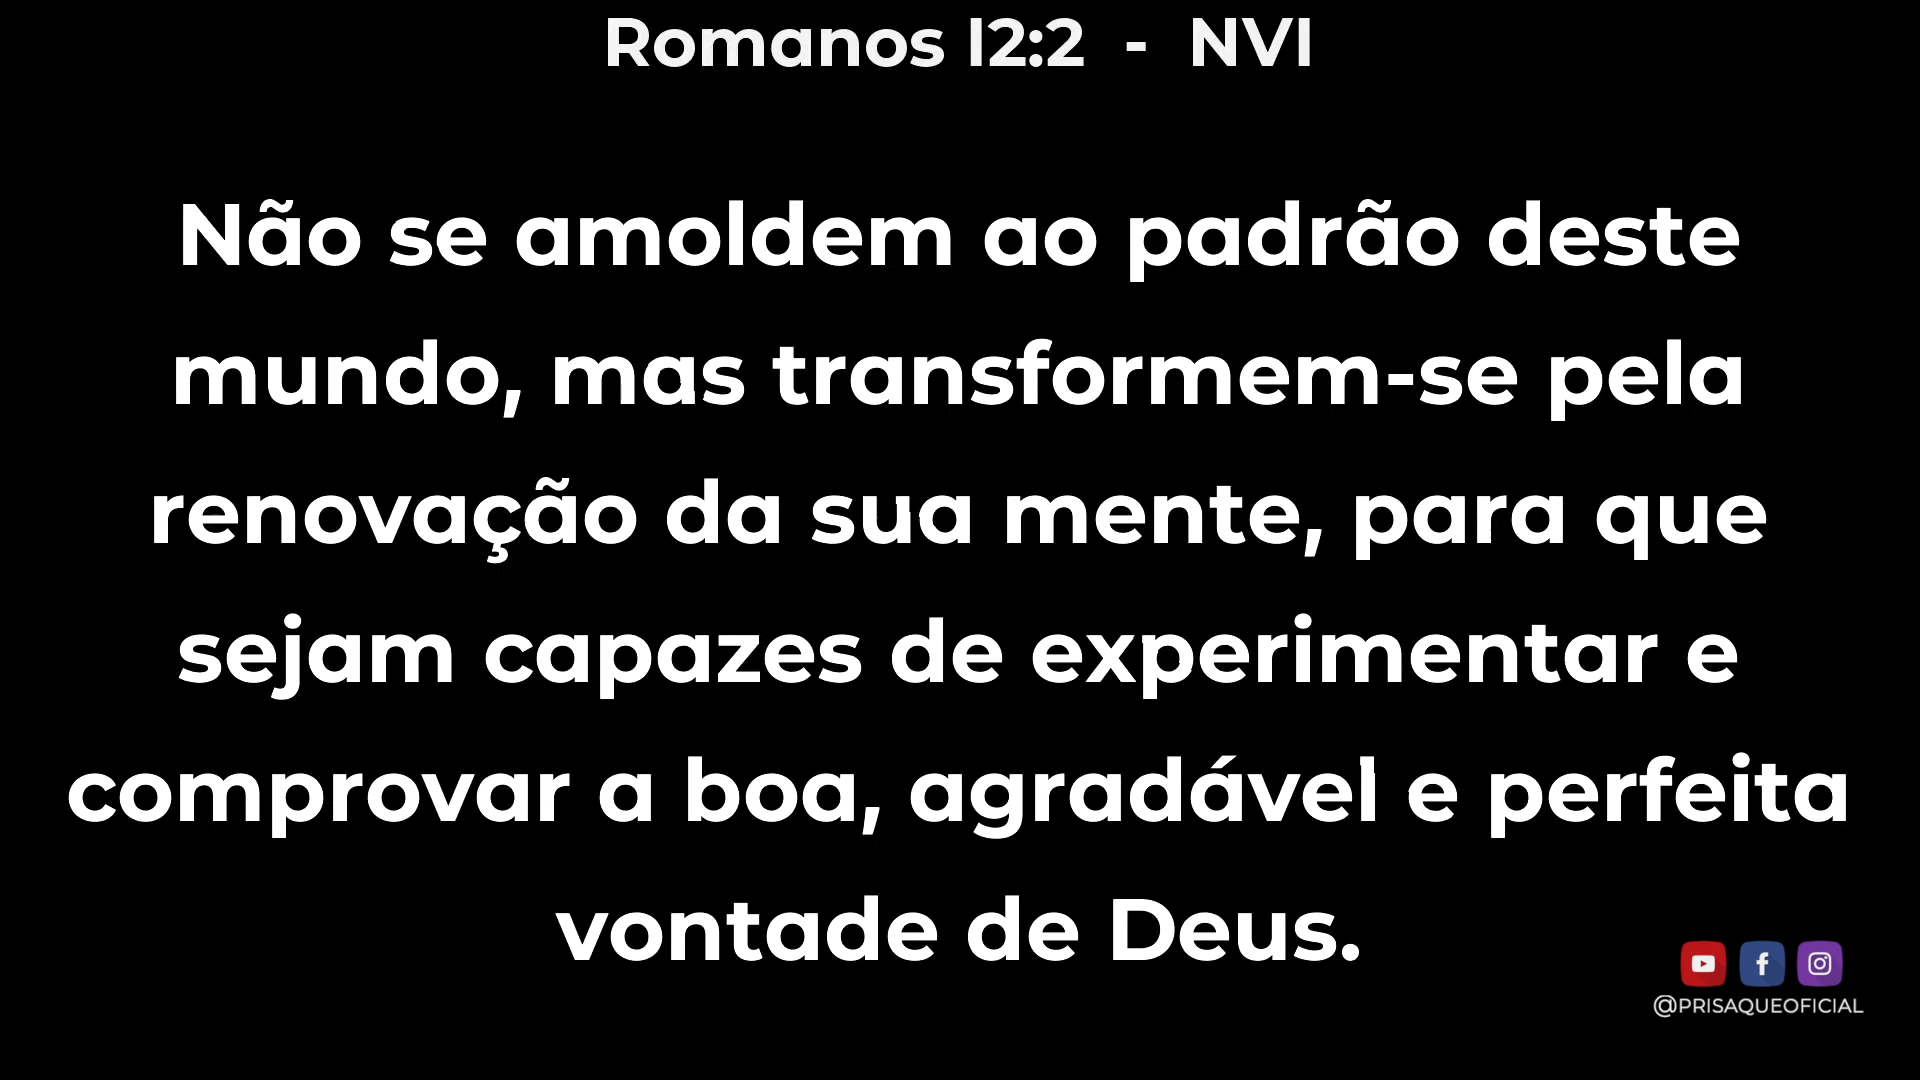 Romanos 12:2 - NVI
Não se amoldem ao padrão deste
mundo, mas transformem-se pela
renovação da sua mente, para que
sejam capazes de experimentar e
comprovar a boa, agradável e perfeita
vontade de Deus.
@PRISAQUEOFICIAL